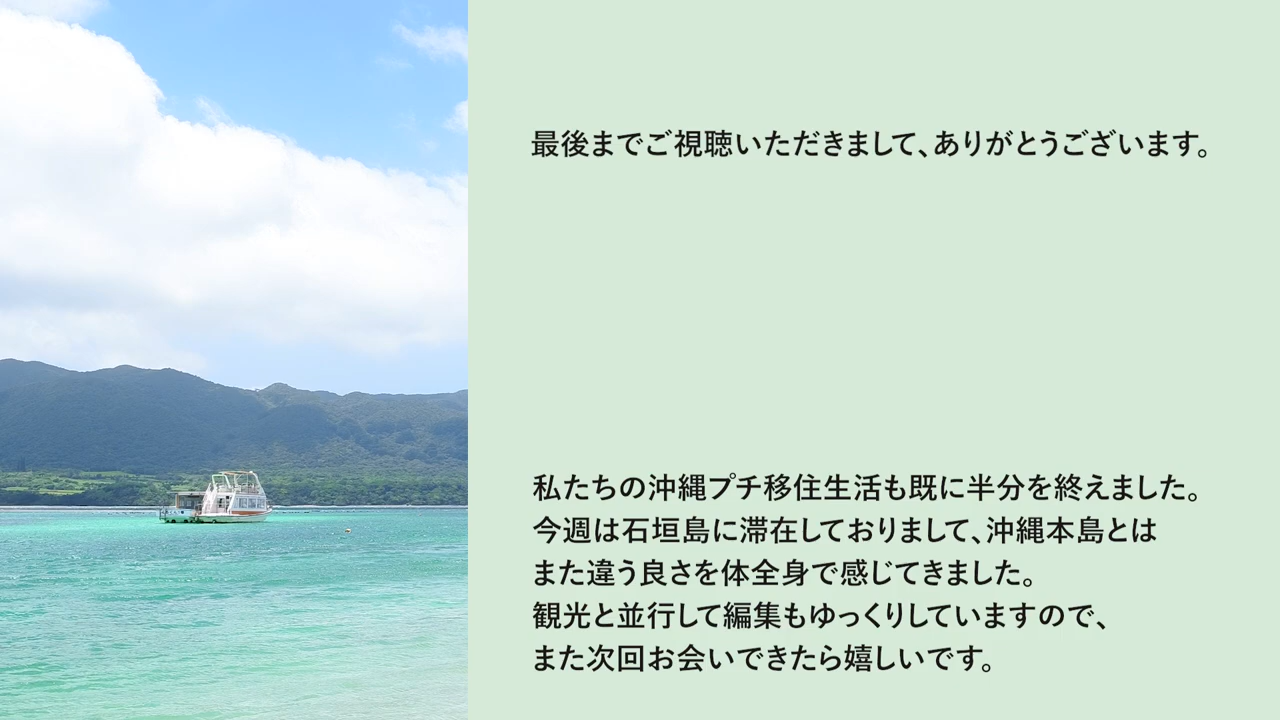 最後までご視聴いただきまして、ありがとうございます。
私たちの沖縄プチ移住生活も既に半分を終えました。
今週は石垣島に滞在しておりまして、沖縄本島とは
また違う良さを体全身で感じてきました。
観光と並行して編集もゆっくりしていますので、
また次回お会いできたら嬉しいです。